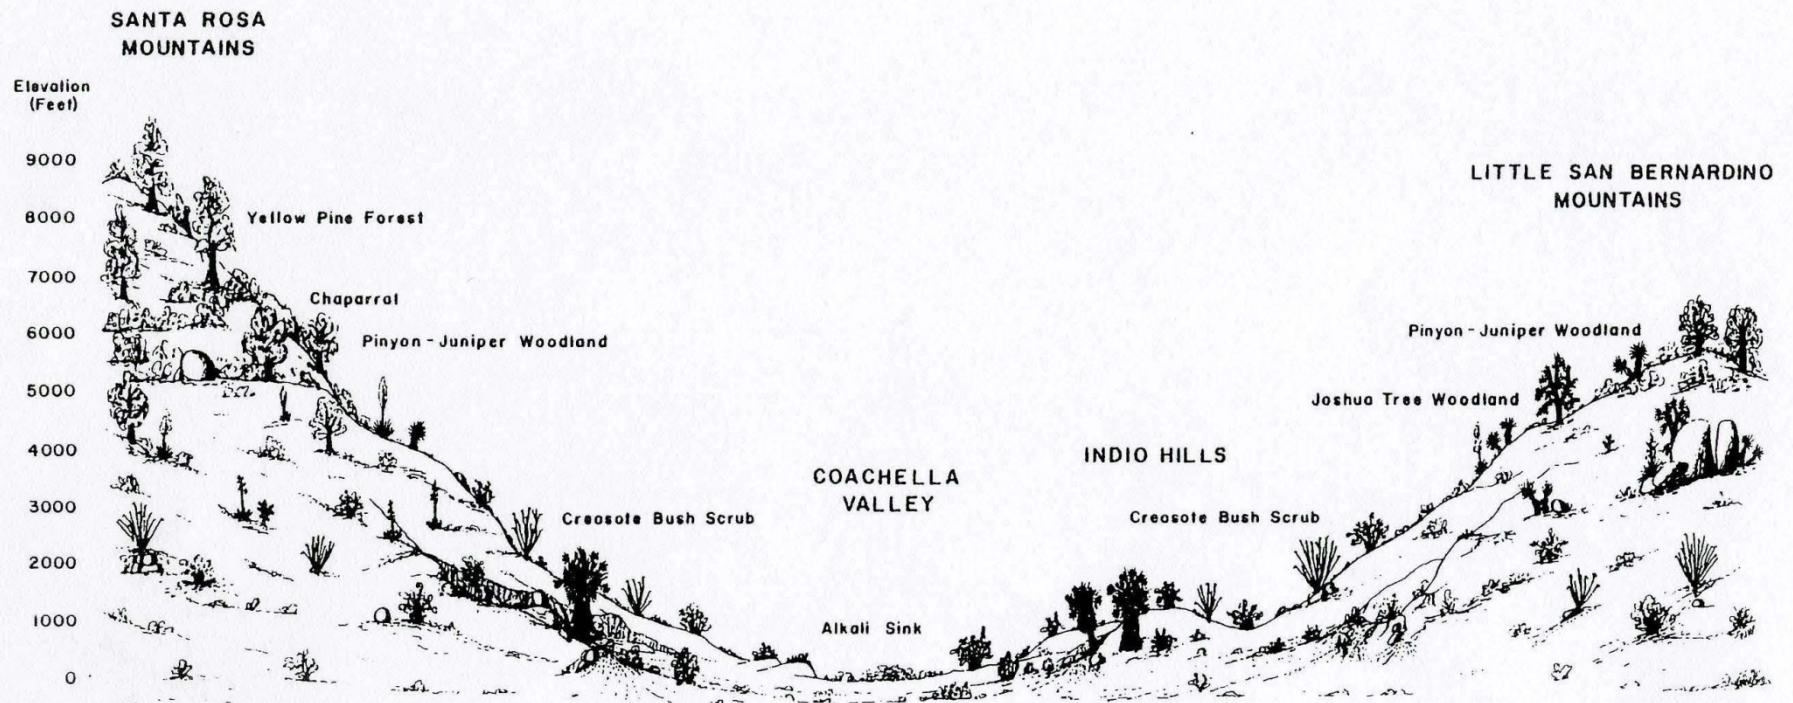 SANTA ROSA
MOUNTAINS
Elevation
(Feet)
9000
8000
7000
6000
5000
4000
3000
2000
1000
0
Yellow Pine Forest
Chaparral
Pinyon-Juniper Woodland
Creosote Bush Scrub
COACHELLA
VALLEY
Alkali Sink
INDIO HILLS
Creosote Bush Scrub
LITTLE SAN BERNARDINO
MOUNTAINS
Pinyon-Juniper Woodland
Joshua Tree Woodland